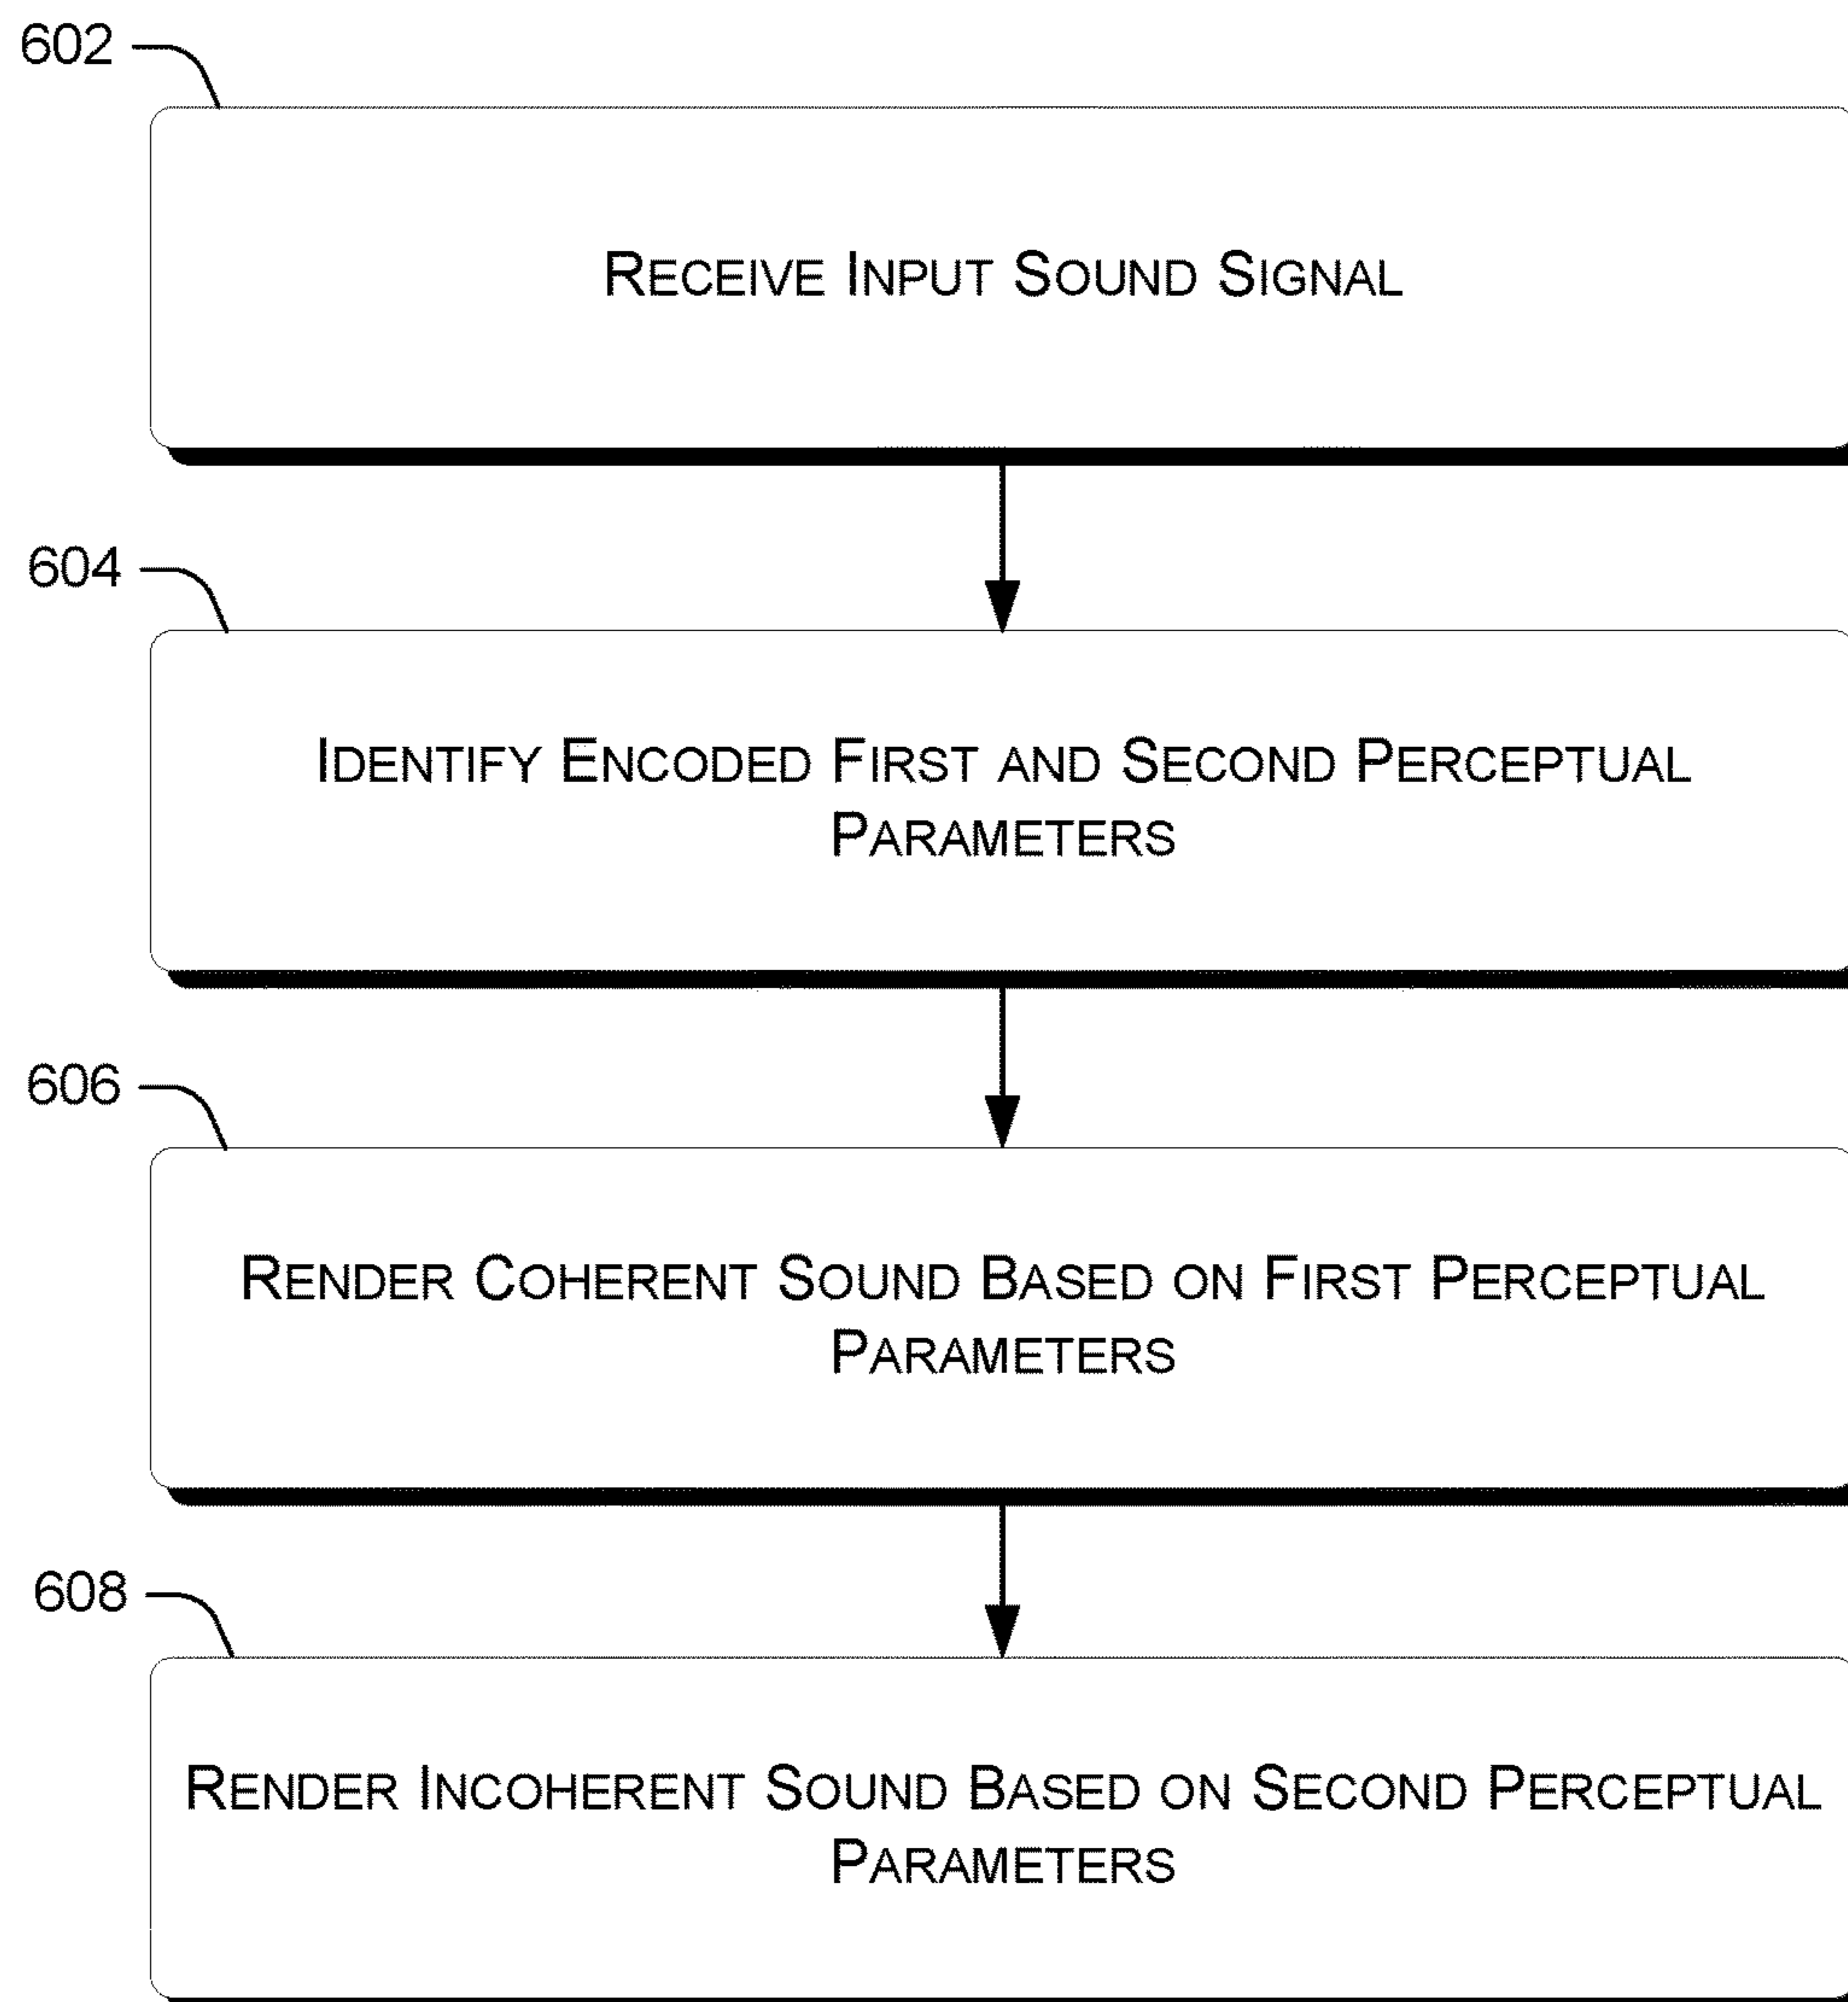 602
RECEIVE INPUT SOUND SIGNAL
604
IDENTIFY ENCODED FIRST AND SECOND PERCEPTUAL
PARAMETERS
606
RENDER COHERENT SOUND BASED ON FIRST PERCEPTUAL
PARAMETERS
608
RENDER INCOHERENT SOUND BASED ON SECOND PERCEPTUAL
PARAMETERS